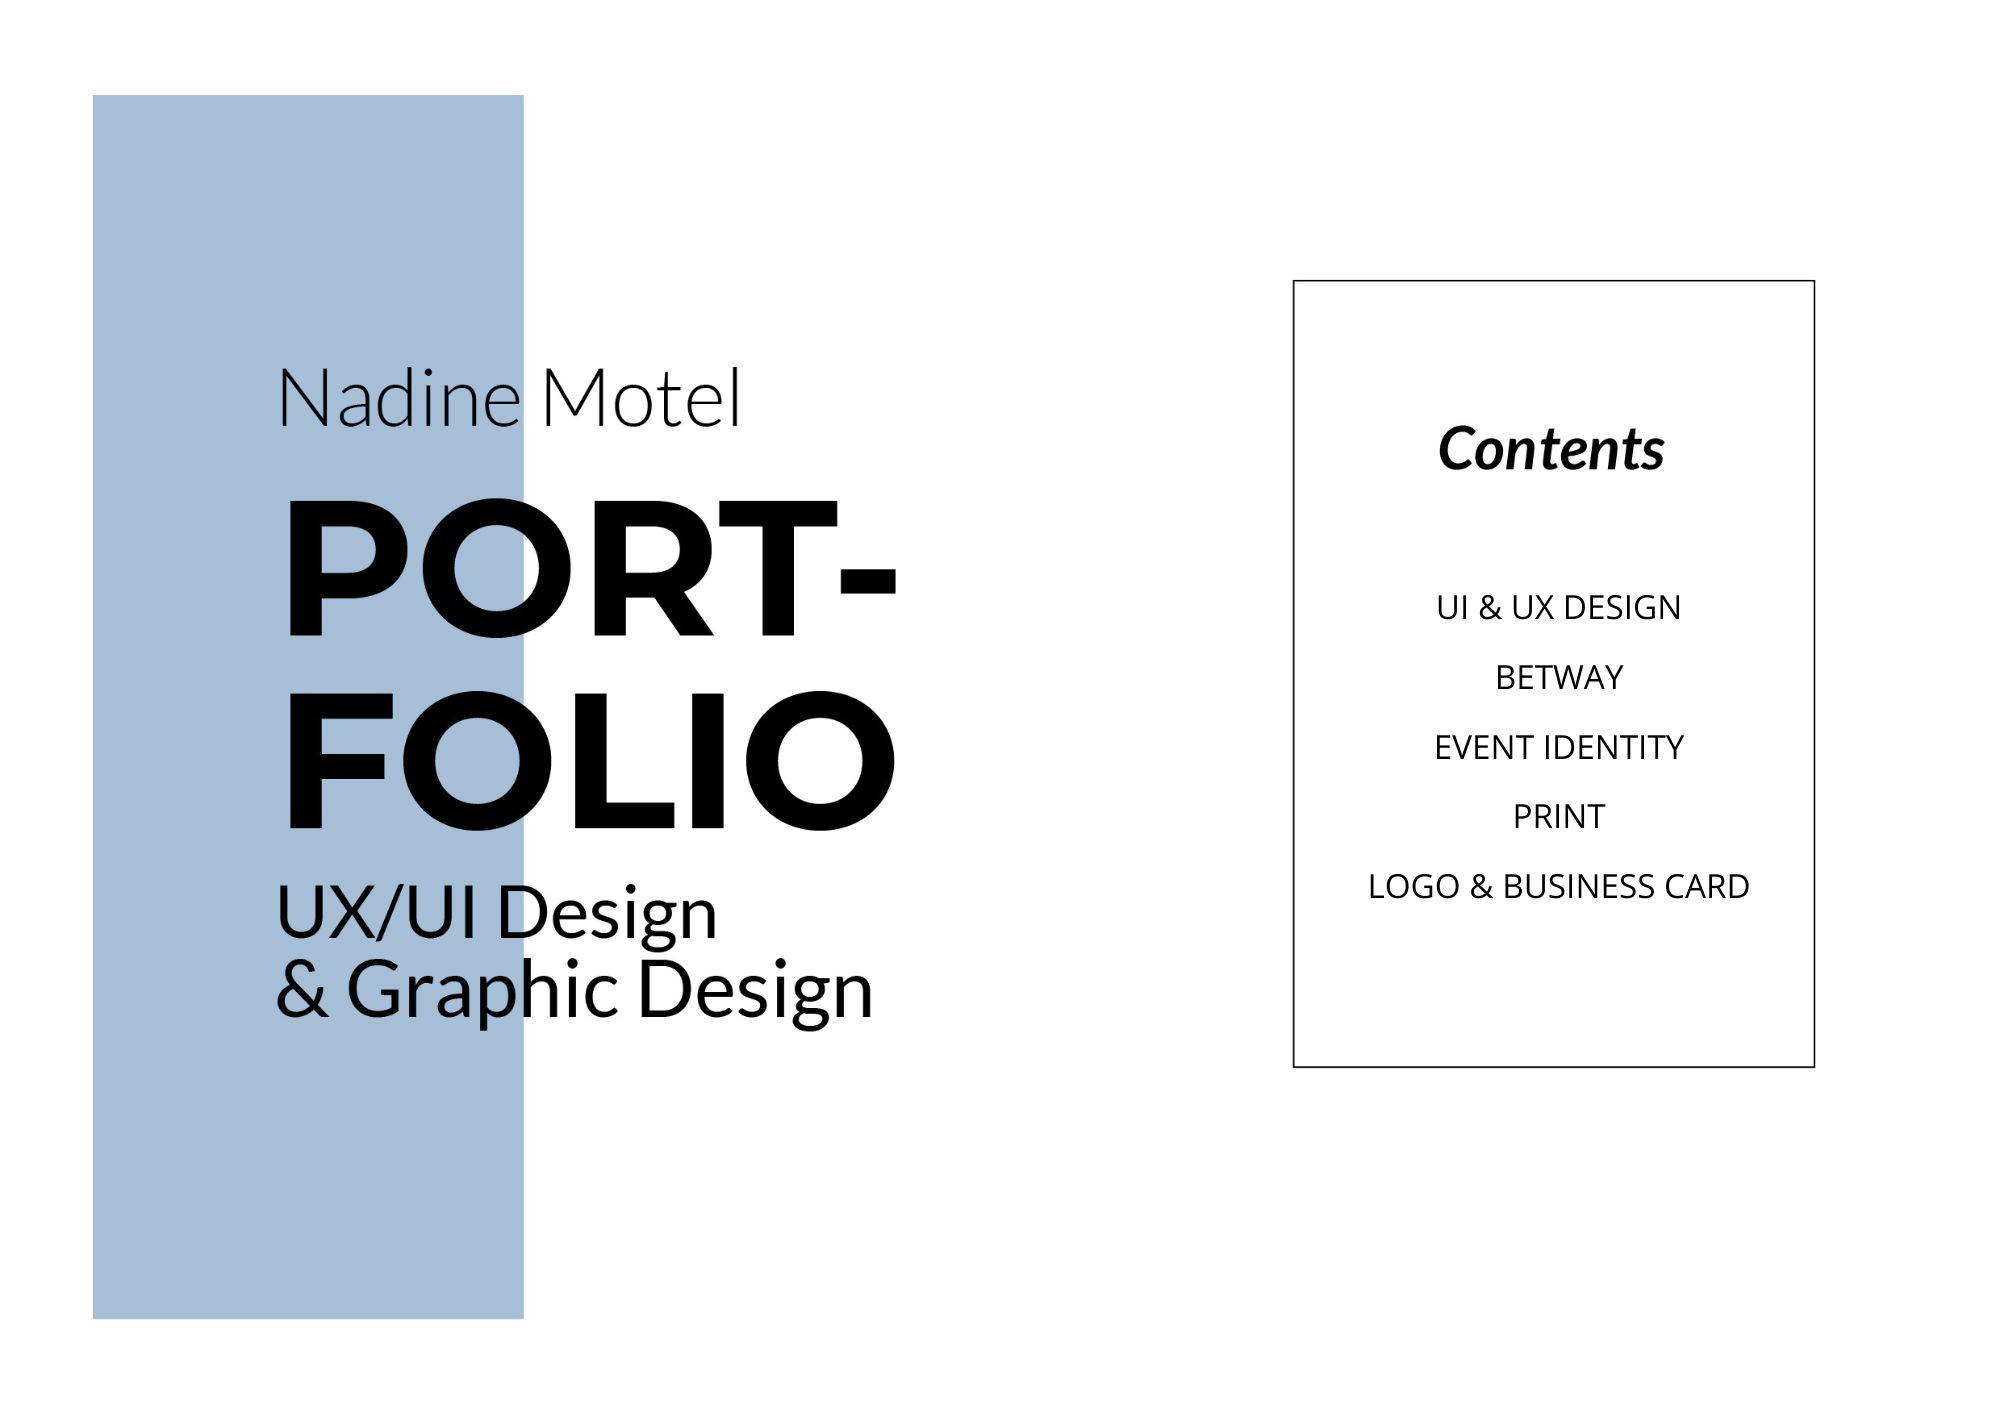 Nadine Motel
PORT-
FOLIO
UX/UI Design
& Graphic Design
Contents
UI & UX DESIGN
BETWAY
EVENT IDENTITY
PRINT
LOGO & BUSINESS CARD